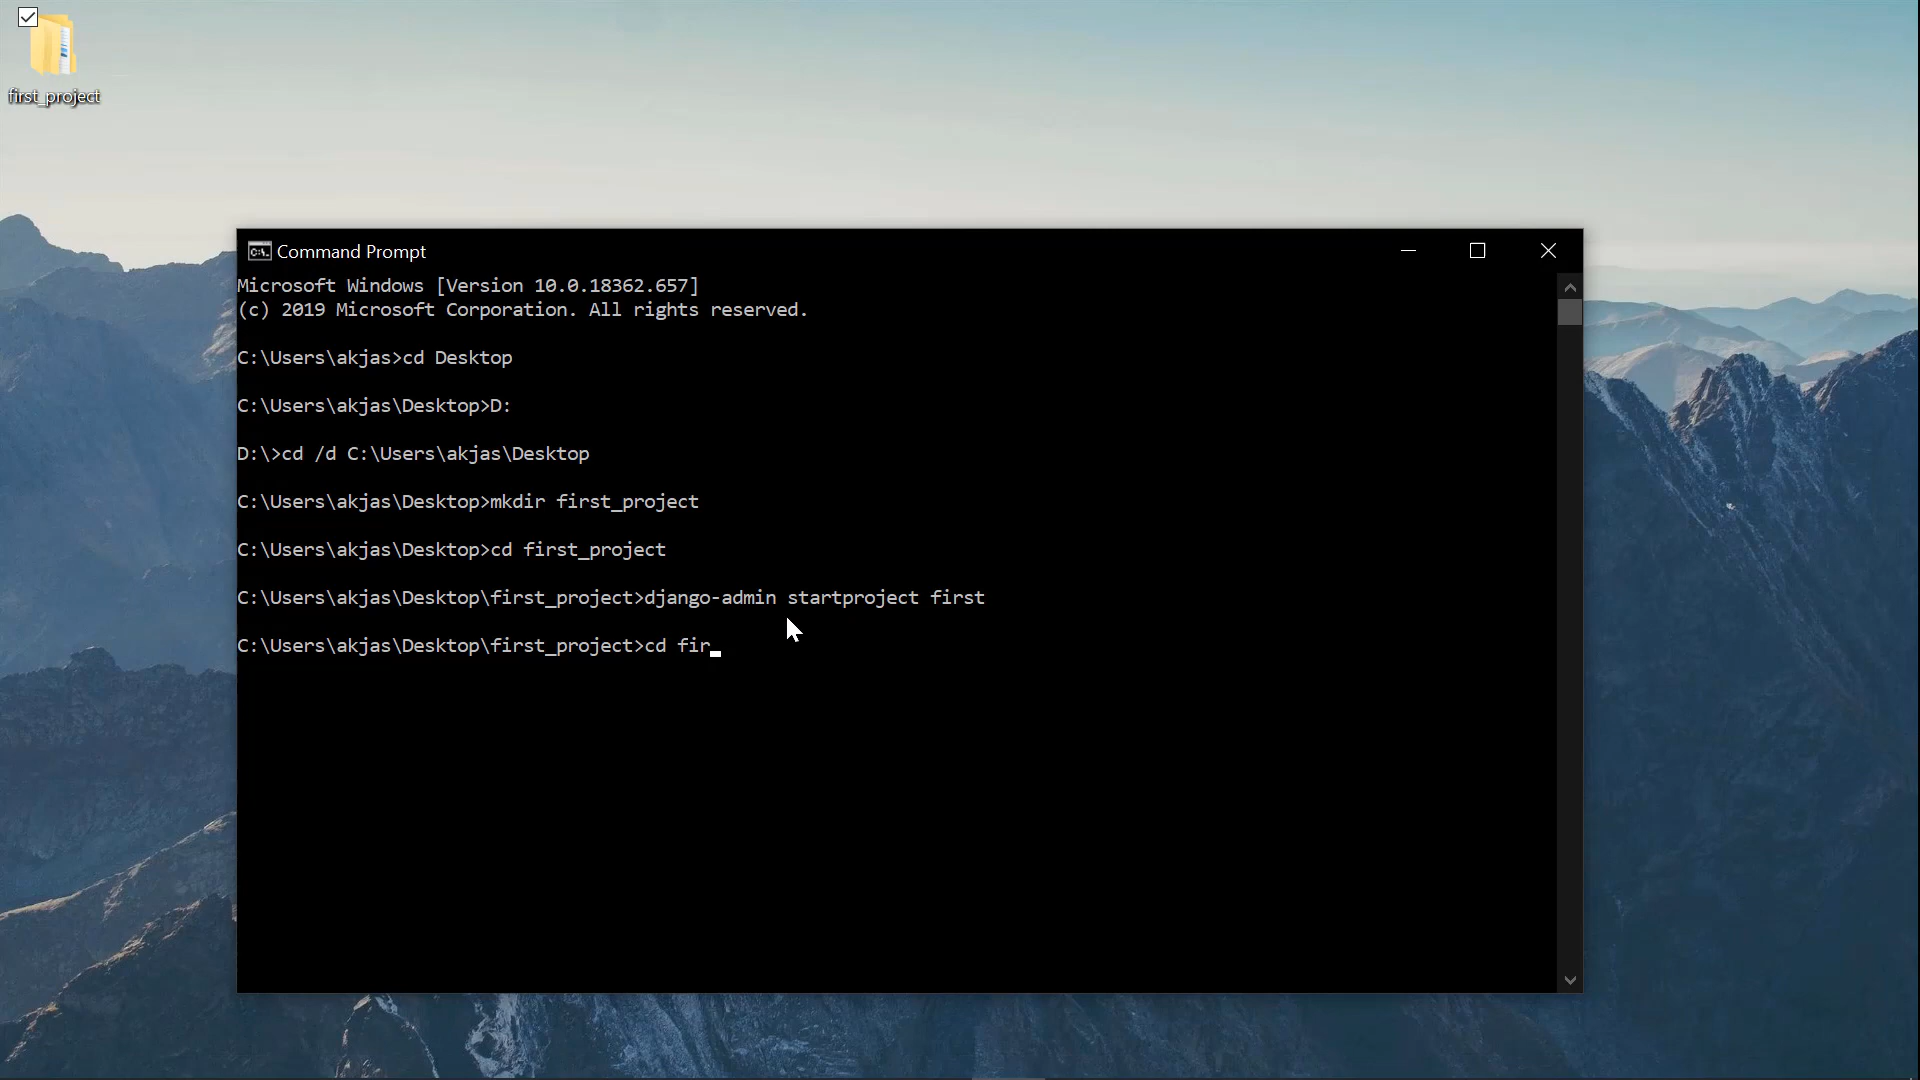 first_project
Command Prompt
Microsoft Windows [Version 10.0.18362.657]
(c) 2019 Microsoft Corporation. All rights reserved.
C:\Users\akjas>cd Desktop
C:\Users\akjas\Desktop>D:
D:\>cd /d C:\Users\akjas\Desktop
C:\Users\akjas\Desktop>mkdir first_project
C:\Users\akjas\Desktop>cd first_project
C:\Users\akjas\Desktop\first_project>django-admin startproject first
C:\Users\akjas\Desktop\first_project>cd fir